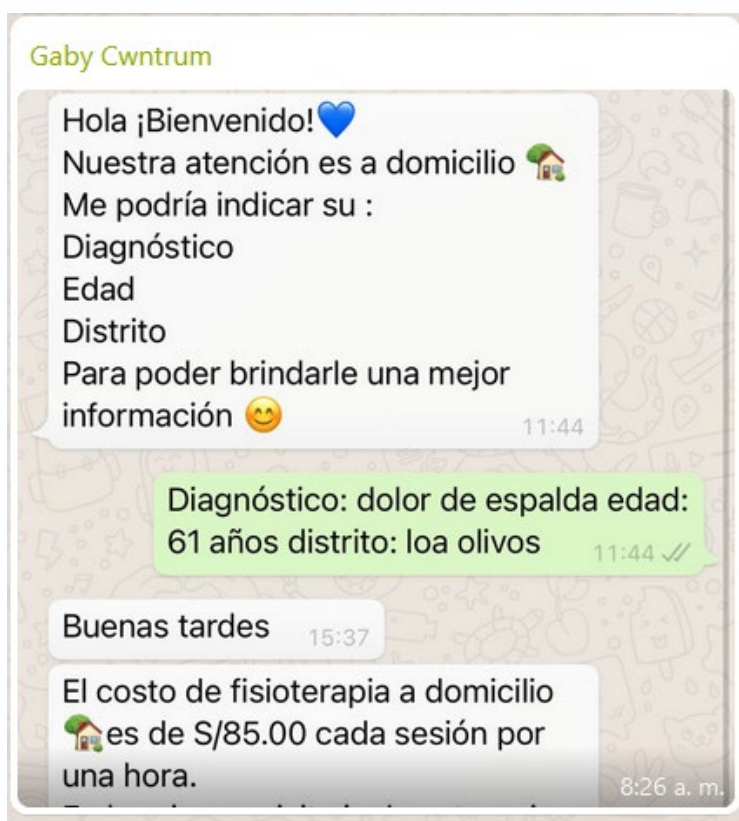 Gaby Cwntrum
Hola ¡Bienvenido!💙
Nuestra atención es a domicilio 🏡
Me podría indicar su :
Diagnóstico
Edad
Distrito
Para poder brindarle una mejor
información 😊
11:44
Diagnóstico: dolor de espalda edad:
61 años distrito: loa olivos
11:44
Buenas tardes
15:37
El costo de fisioterapia a domicilio
🏡es de S/85.00 cada sesión por
una hora.
8:26 a. m.